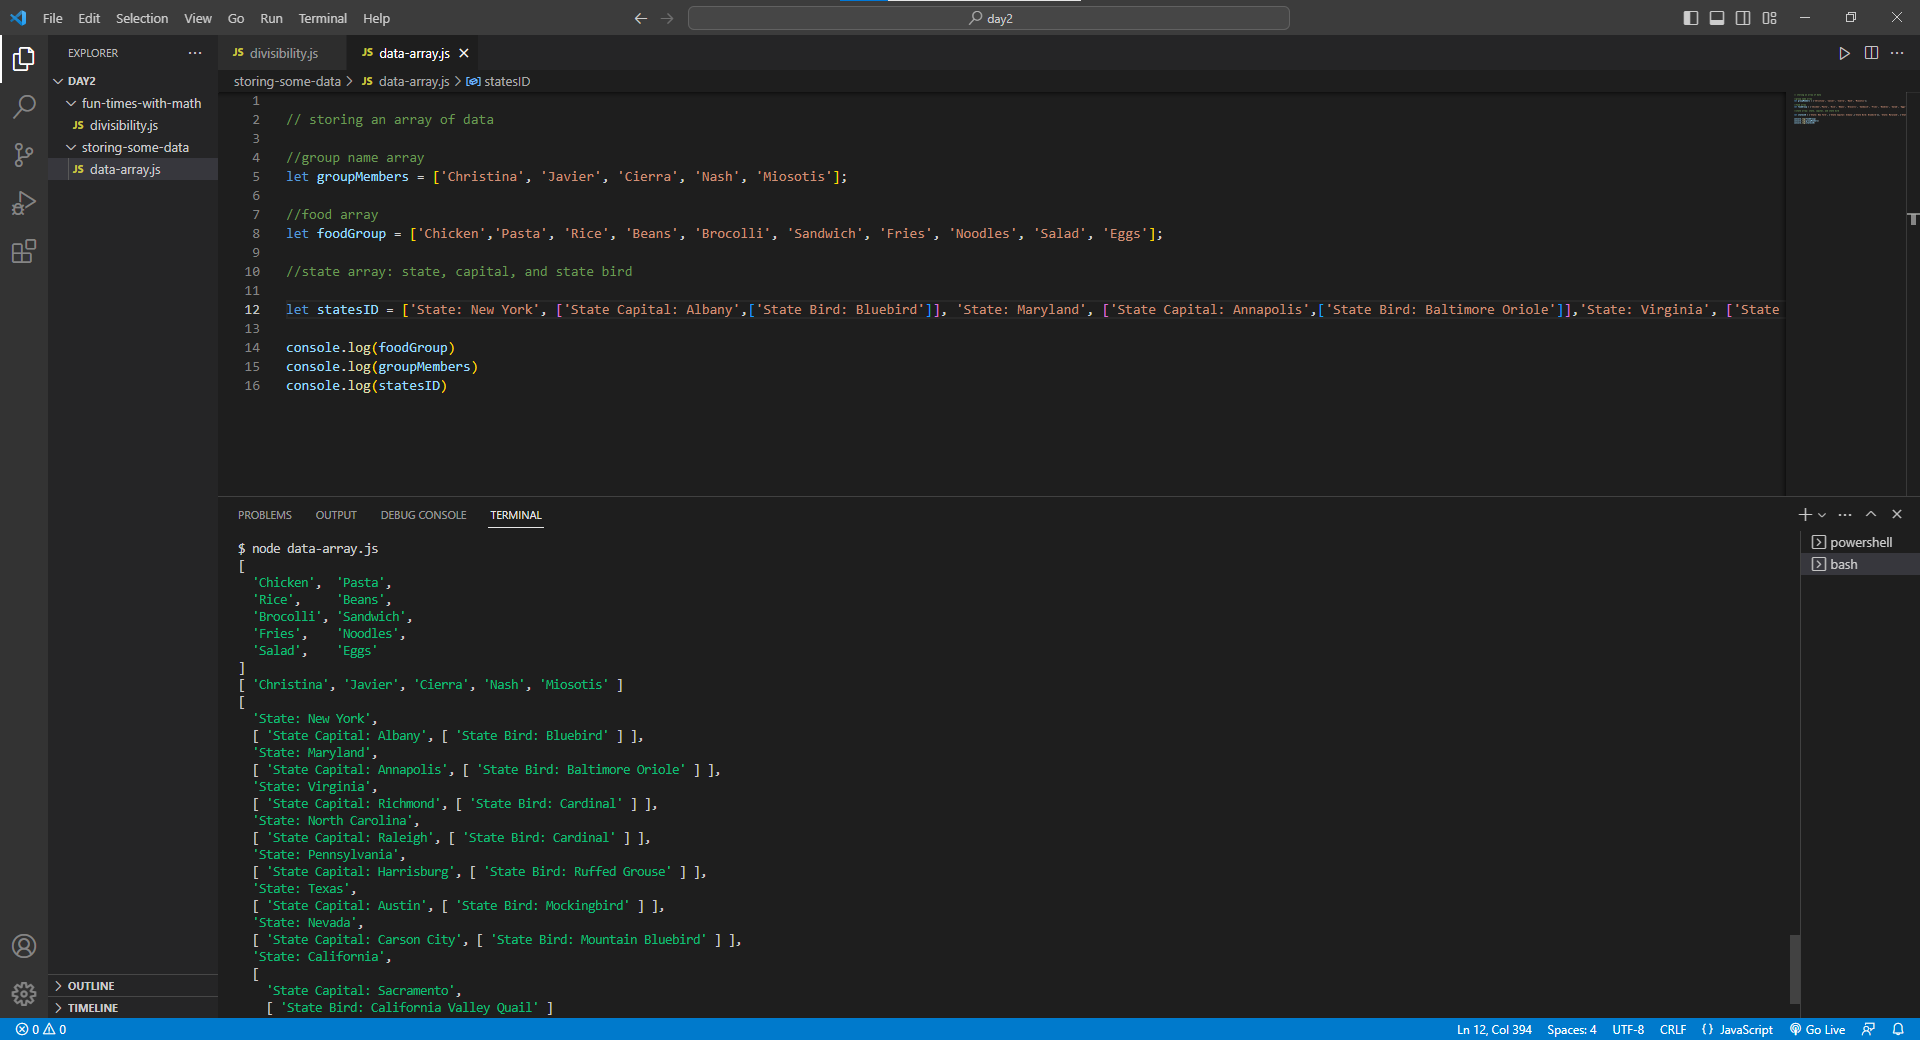 File Edit Selection View Go Run Terminal Help
day2
EXPLORER
DAY2
fun-times-with-math
JS divisibility.js
storing-some-data
JS data-array.js
OUTLINE
TIMELINE
JS divisibility.js JS data-array.js
storing-some-data > JS data-array.js > statesID
1
2 // storing an array of data
3
4 //group name array
5 let groupMembers = ['Christina', 'Javier', 'Cierra', 'Nash', 'Miosotis'];
6
7 //food array
8 let foodGroup = ['Chicken','Pasta', 'Rice', 'Beans', 'Brocolli', 'Sandwich', 'Fries', 'Noodles', 'Salad', 'Eggs'];
9
10 //state array: state, capital, and state bird
11
12 let statesID = ['State: New York', ['State Capital: Albany',['State Bird: Bluebird']], 'State: Maryland', ['State Capital: Annapolis',['State Bird: Baltimore Oriole']],'State: Virginia', ['State
13
14 console.log(foodGroup)
15 console.log(groupMembers)
16 console.log(statesID)
PROBLEMS OUTPUT DEBUG CONSOLE TERMINAL
$ node data-array.js
[
'Chicken', 'Pasta',
'Rice', 'Beans',
'Brocolli', 'Sandwich',
'Fries', 'Noodles',
'Salad', 'Eggs'
]
[ 'Christina', 'Javier', 'Cierra', 'Nash', 'Miosotis' ]
[
'State: New York',
[ 'State Capital: Albany', [ 'State Bird: Bluebird' ] ],
'State: Maryland',
[ 'State Capital: Annapolis', [ 'State Bird: Baltimore Oriole' ] ],
'State: Virginia',
[ 'State Capital: Richmond', [ 'State Bird: Cardinal' ] ],
'State: North Carolina',
[ 'State Capital: Raleigh', [ 'State Bird: Cardinal' ] ],
'State: Pennsylvania',
[ 'State Capital: Harrisburg', [ 'State Bird: Ruffed Grouse' ] ],
'State: Texas',
[ 'State Capital: Austin', [ 'State Bird: Mockingbird' ] ],
'State: Nevada',
[ 'State Capital: Carson City', [ 'State Bird: Mountain Bluebird' ] ],
'State: California',
[
'State Capital: Sacramento',
[ 'State Bird: California Valley Quail' ]
powershell
bash
0 0
Ln 12, Col 394 Spaces: 4 UTF-8 CRLF { } JavaScript Go Live